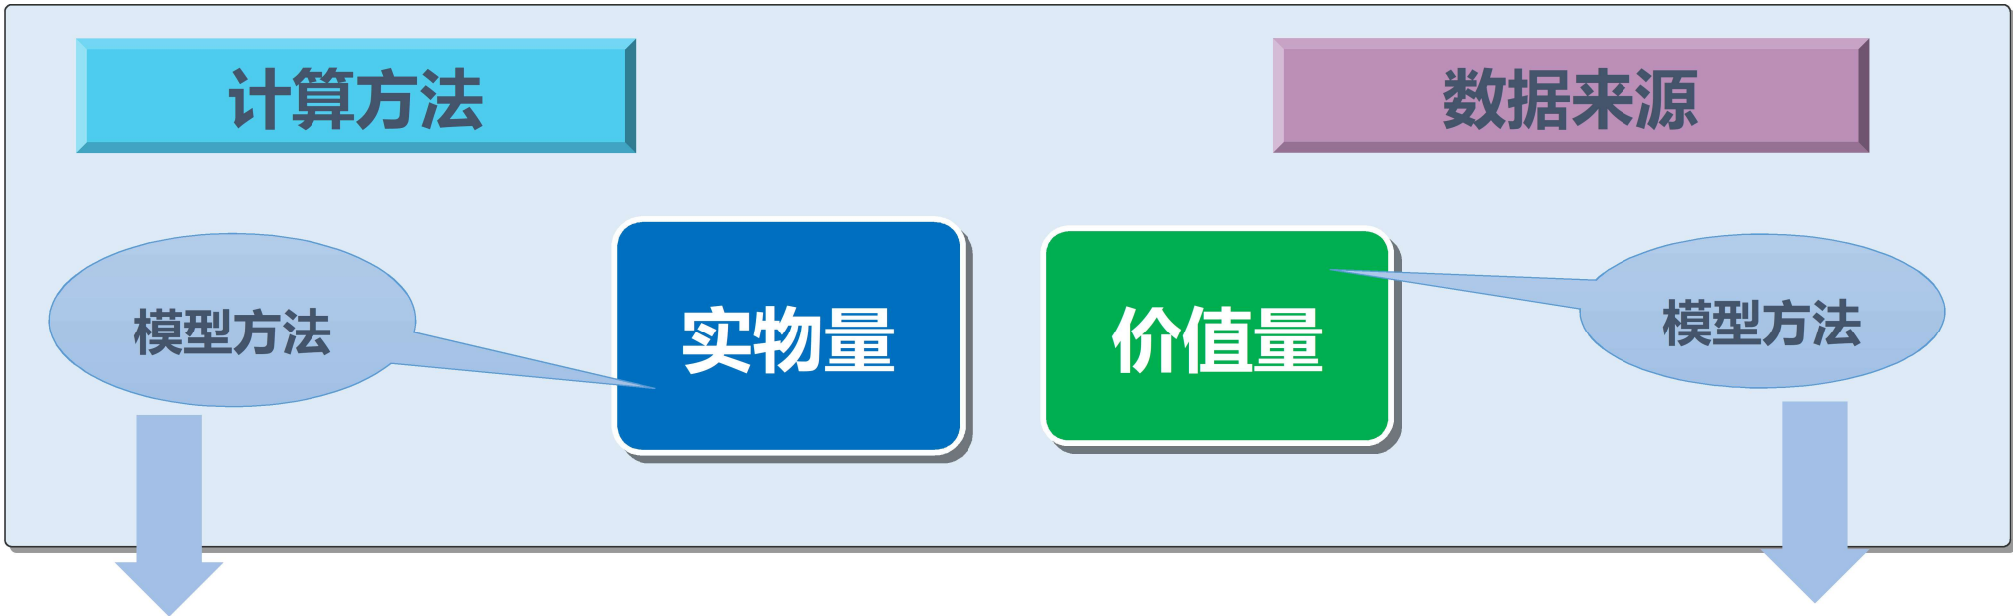 计算方法
数据来源
模型方法
实物量
价值量
模型方法